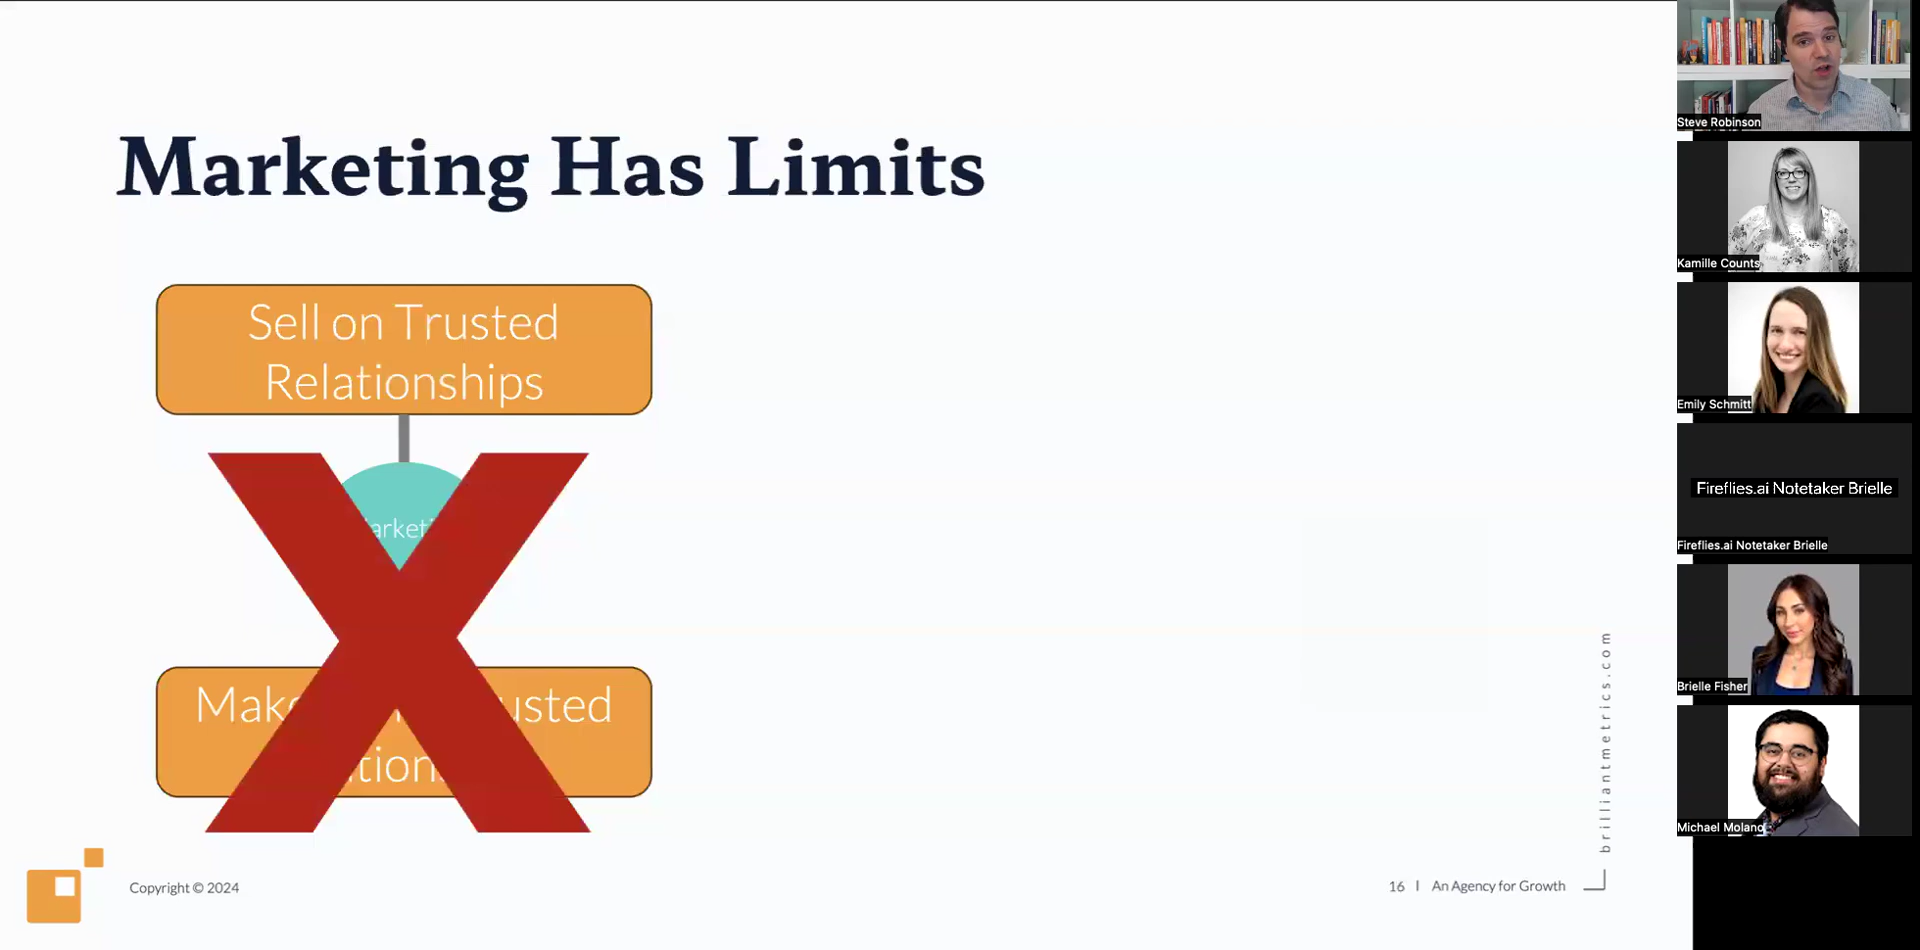 Marketing Has Limits
Sell on Trusted
Relationships
brilliantmetrics.com
Copyright © 2024
16 | An Agency for Growth
Steve Robinson
Kamille Counts
Emily Schmitt
Fireflies.ai Notetaker Brielle
Fireflies.ai Notetaker Brielle
Brielle Fisher
Michael Molano